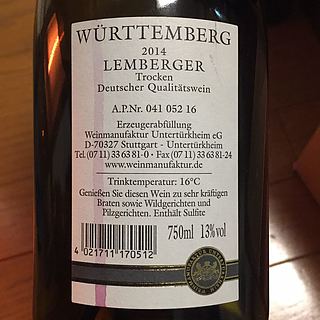 WÜRTTEMBERG
2014
LEMBERGER
Trocken
Deutscher Qualitätswein
A.P.Nr. 041 052 16
Erzeugerabfüllung
Weinmanufaktur Untertürkheim eG
D-70327 Stuttgart - Untertürkheim
Tel. (07 11) 33 63 81-0 • Fax (07 11) 33 63 81-24
www.weinmanufaktur.de
Trinktemperatur: 16°C
Genießen Sie diesen Wein zu sehr kräftigen
Braten sowie Wildgerichten und
Pilzgerichten. Enthält Sulfite
750ml 13%vol
4 021711 170512